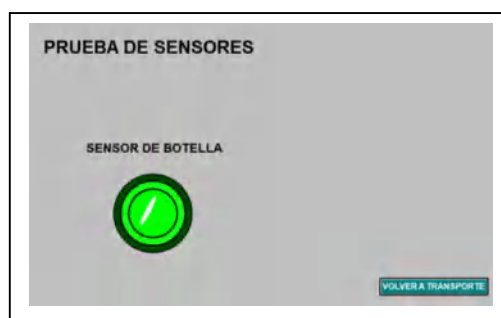 PRUEBA DE SENSORES
SENSOR DE BOTELLA
VOLVER A TRANSPORTE